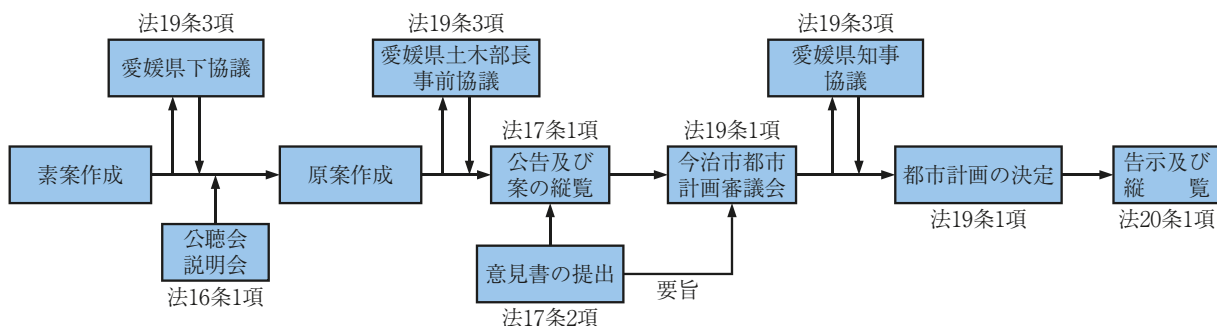 法19条3項
愛媛県下協議
法19条3項
愛媛県土木部長
事前協議
法19条3項
愛媛県知事
協議
素案作成
公聴会
説明会
法16条1項
原案作成
法17条1項
公告及び
案の縦覧
意見書の提出
法17条2項
要旨
法19条1項
今治市都市
計画審議会
都市計画の決定
法19条1項
告示及び
縦　　覧
法20条1項